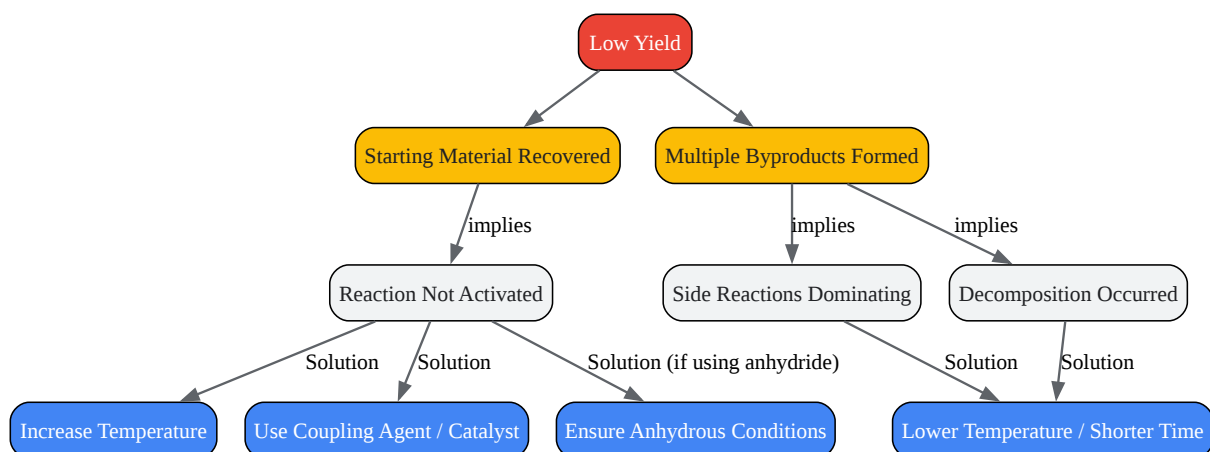 Low Yield
Starting Material Recovered
Multiple Byproducts Formed
implies
implies
implies
Reaction Not Activated
Side Reactions Dominating
Decomposition Occurred
Solution
Solution
Solution (if using anhydride)
Solution
Solution
Increase Temperature
Use Coupling Agent / Catalyst
Ensure Anhydrous Conditions
Lower Temperature / Shorter Time